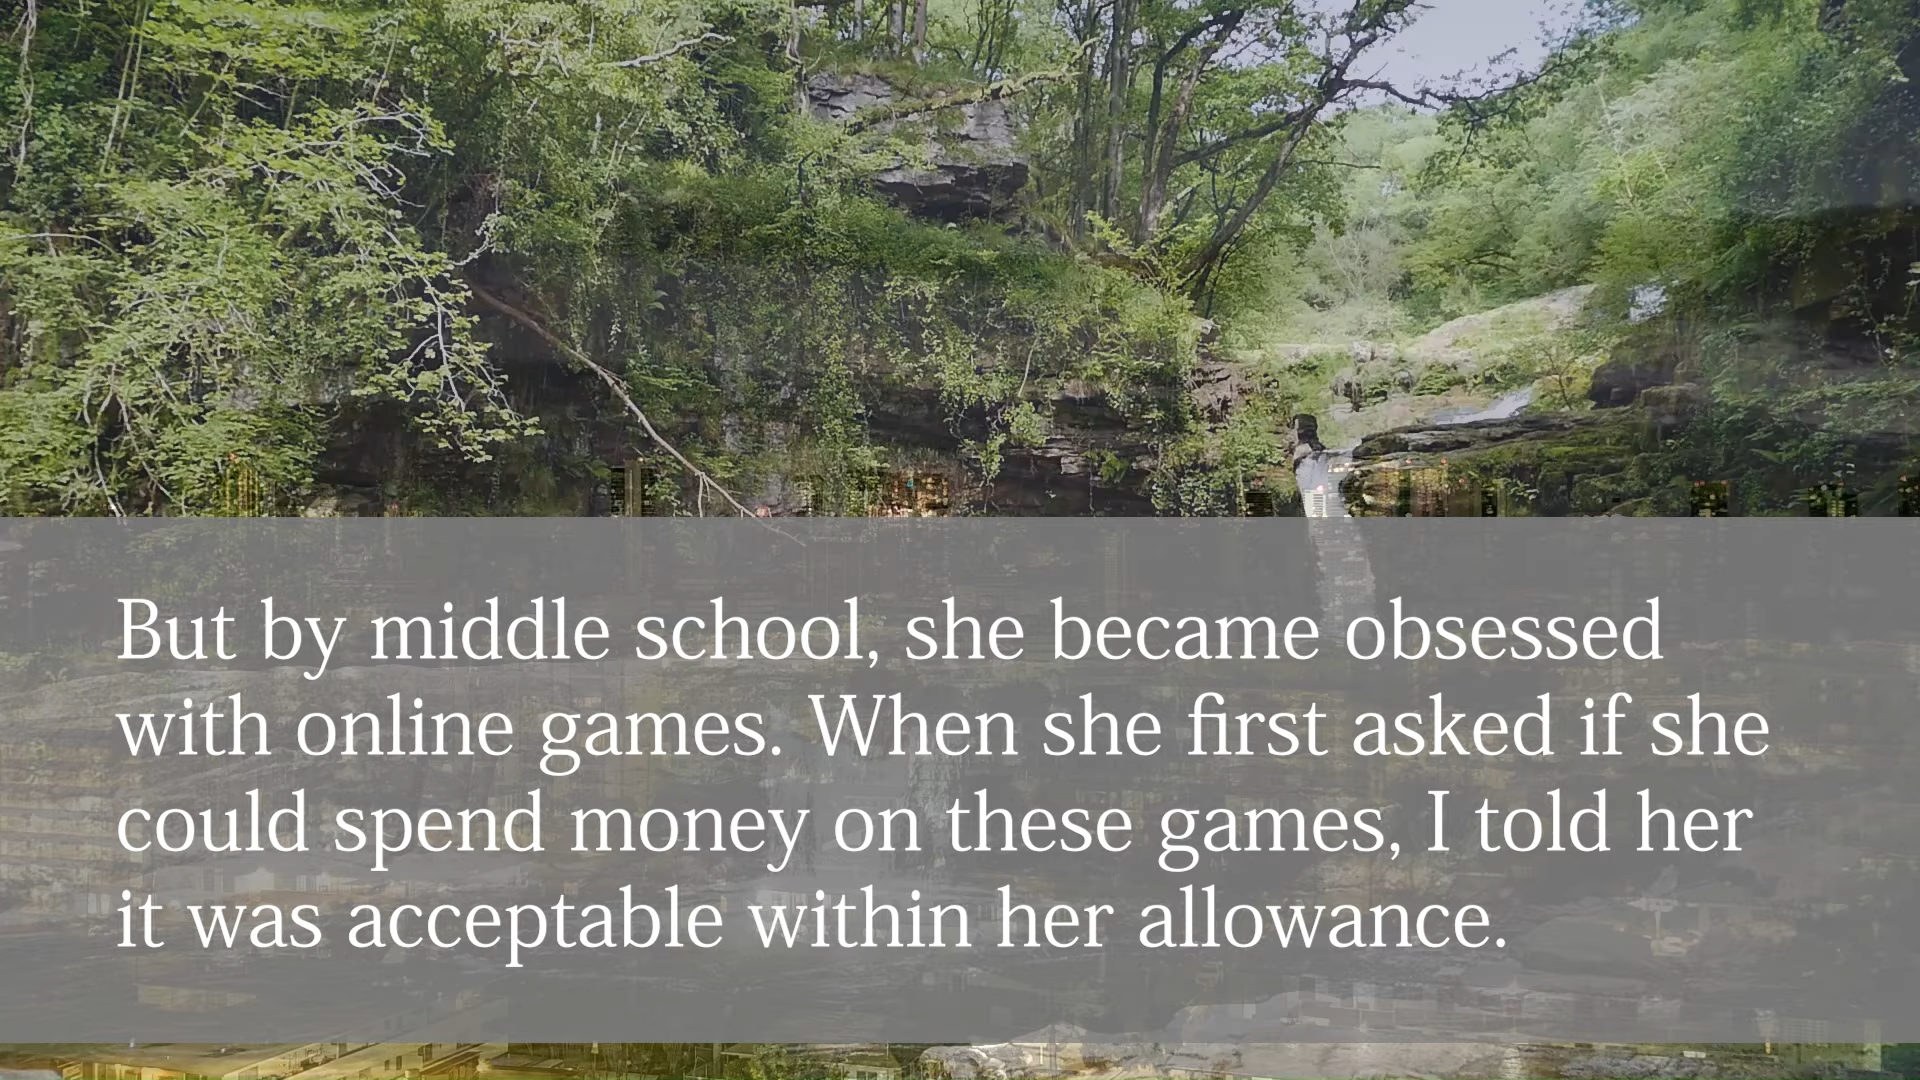 But by middle school, she became obsessed
with online games. When she first asked if she
could spend money on these games, I told her
it was acceptable within her allowance.